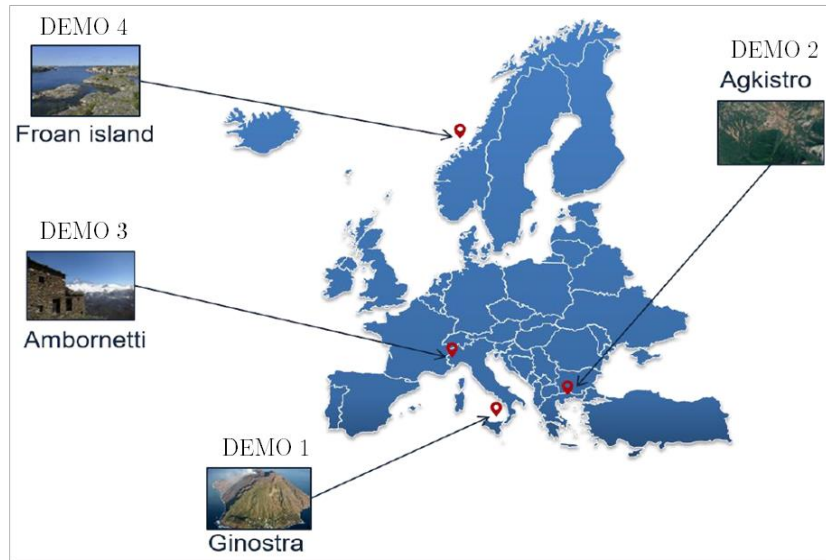 DEMO 4
Froan island
DEMO 2
Agkistro
DEMO 3
Ambornetti
DEMO 1
Ginostra